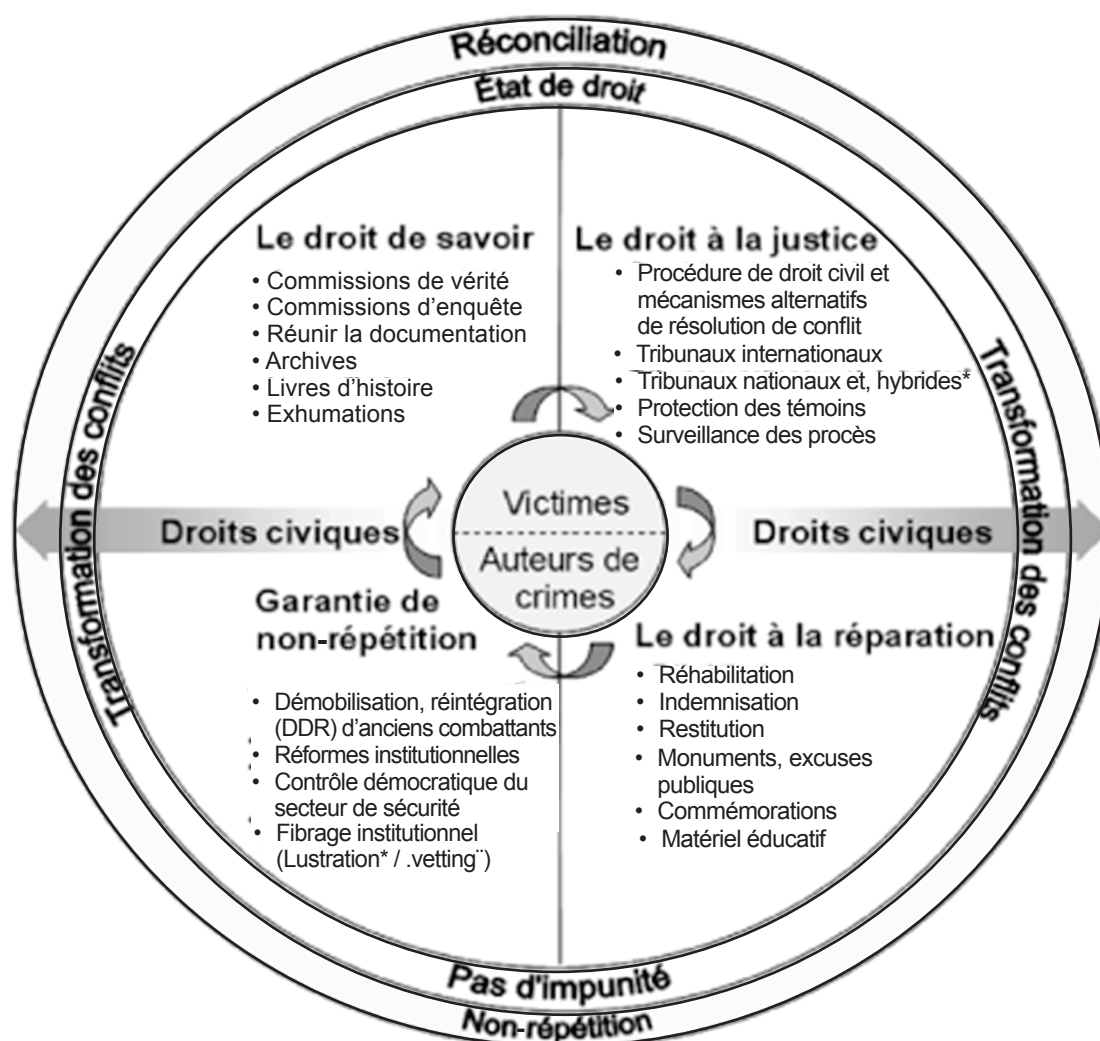 Réconciliation
État de droit
Le droit de savoir
• Commissions de vérité
• Commissions d'enquête
• Réunir la documentation
• Archives
• Livres d'histoire
• Exhumations
Le droit à la justice
• Procédure de droit civil et
mécanismes alternatifs
de résolution de conflit
• Tribunaux internationaux
• Tribunaux nationaux et, hybrides*
• Protection des témoins
• Surveillance des procès
Transformation des conflits
Droits civiques
Victimes
Auteurs de
crimes
Droits civiques
Transformation des conflits
Garantie de
non-répétition
• Démobilisation, réintégration
(DDR) d'anciens combattants
• Réformes institutionnelles
• Contrôle démocratique du
secteur de sécurité
• Fibrage institutionnel
(Lustration* / .vetting¨)
Le droit à la réparation
• Réhabilitation
• Indemnisation
• Restitution
• Monuments, excuses
publiques
• Commémorations
• Matériel éducatif
Pas d'impunité
Non-répétition